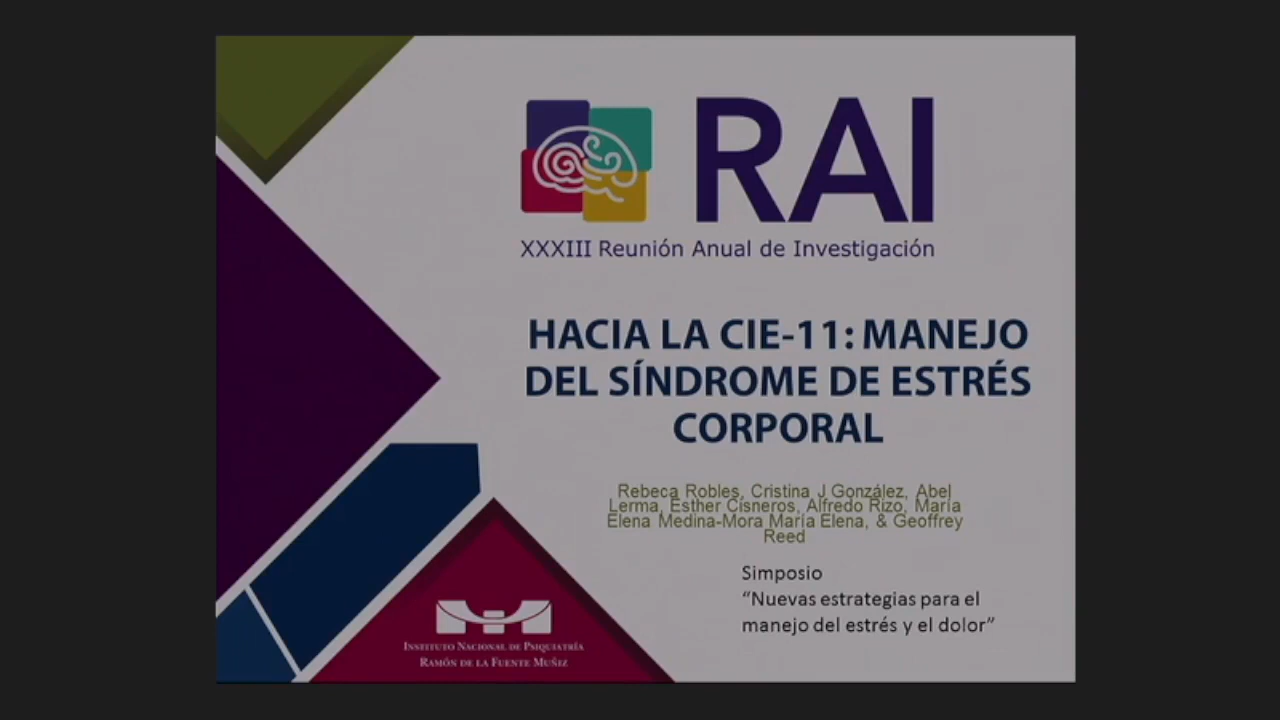 RAI
XXXIII Reunión Anual de Investigación
HACIA LA CIE-11: MANEJO
DEL SÍNDROME DE ESTRÉS
CORPORAL
Rebeca Robles, Cristina J González, Abel
Lerma, Esther Cisneros, Alfredo Rizo, María
Elena Medina-Mora María Elena, & Geoffrey
Reed
Simposio
“Nuevas estrategias para el
manejo del estrés y el dolor”
INSTITUTO NACIONAL DE PSIQUIATRÍA
RAMÓN DE LA FUENTE MUÑIZ